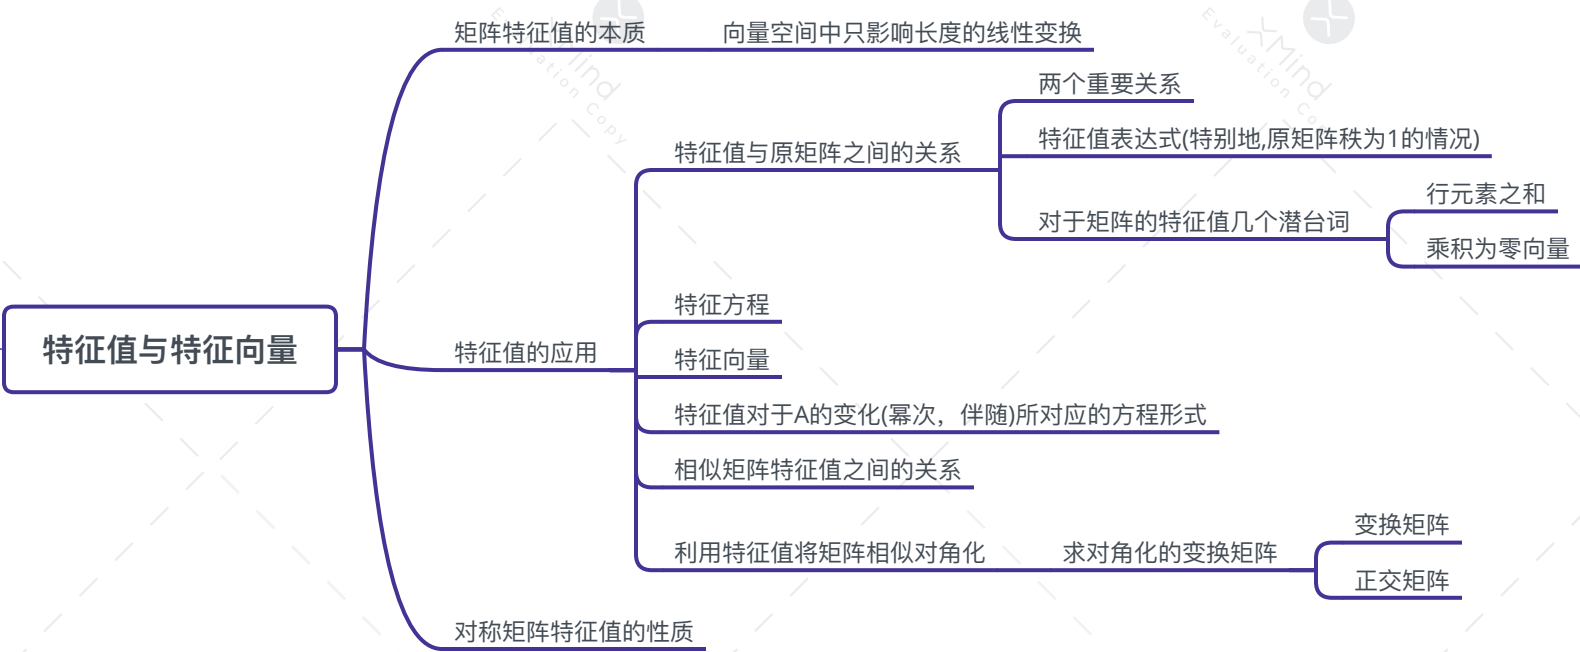 矩阵特征值的本质
向量空间中只影响长度的线性变换
两个重要关系
特征值与原矩阵之间的关系
特征值表达式(特别地,原矩阵秩为1的情况)
对于矩阵的特征值几个潜台词
行元素之和
乘积为零向量
特征值与特征向量
特征值的应用
特征方程
特征向量
特征值对于A的变化(幂次，伴随)所对应的方程形式
相似矩阵特征值之间的关系
利用特征值将矩阵相似对角化
求对角化的变换矩阵
变换矩阵
正交矩阵
对称矩阵特征值的性质
XMind
Evaluation Copy
XMind
Evaluation Co